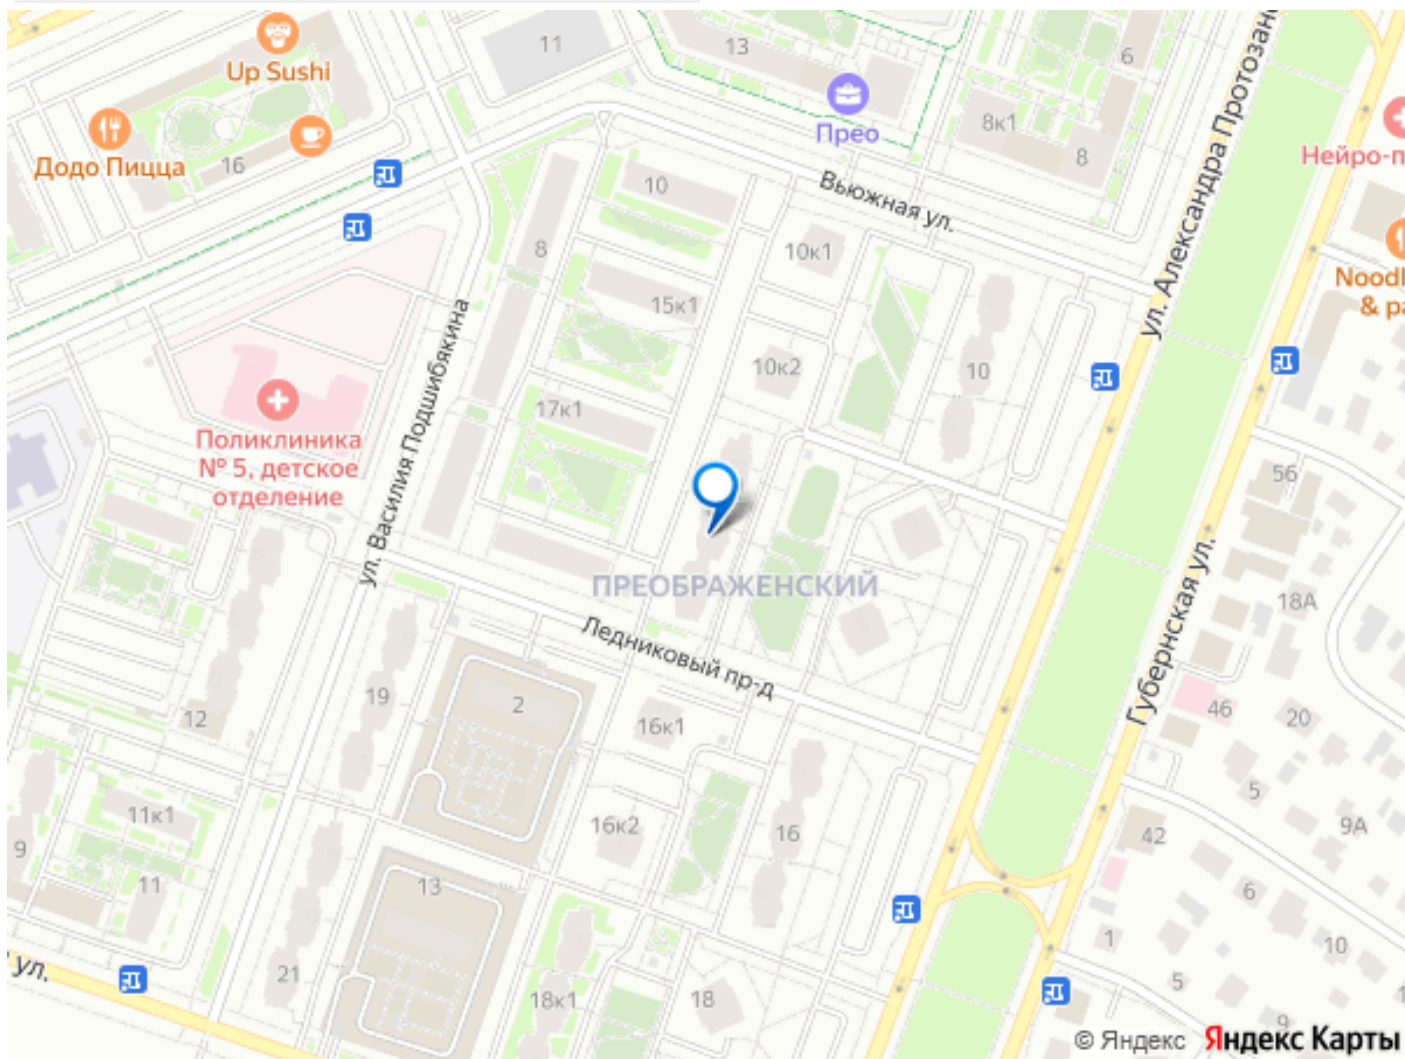 Up Sushi
11
13
6
Додо Пицца
16
Прео
8к1
8
ул. Александра Протозан
Нейро-п
10
Вьюжная ул.
8
10к1
Noodl
& pa
15к1
10к2
10
ул. Василия Подшибякина
Поликлиника
№ 5, детское
отделение
17к1
56
ПРЕОБРАЖЕНСКИЙ
Губернская ул.
18А
Ледниковый пр-д
19
2
12
16к1
46
20
5
9А
11к1
16к2
16
42
9
11
13
6
1
10
ул.
21
18к1
18
5
9
© Яндекс Яндекс Карты